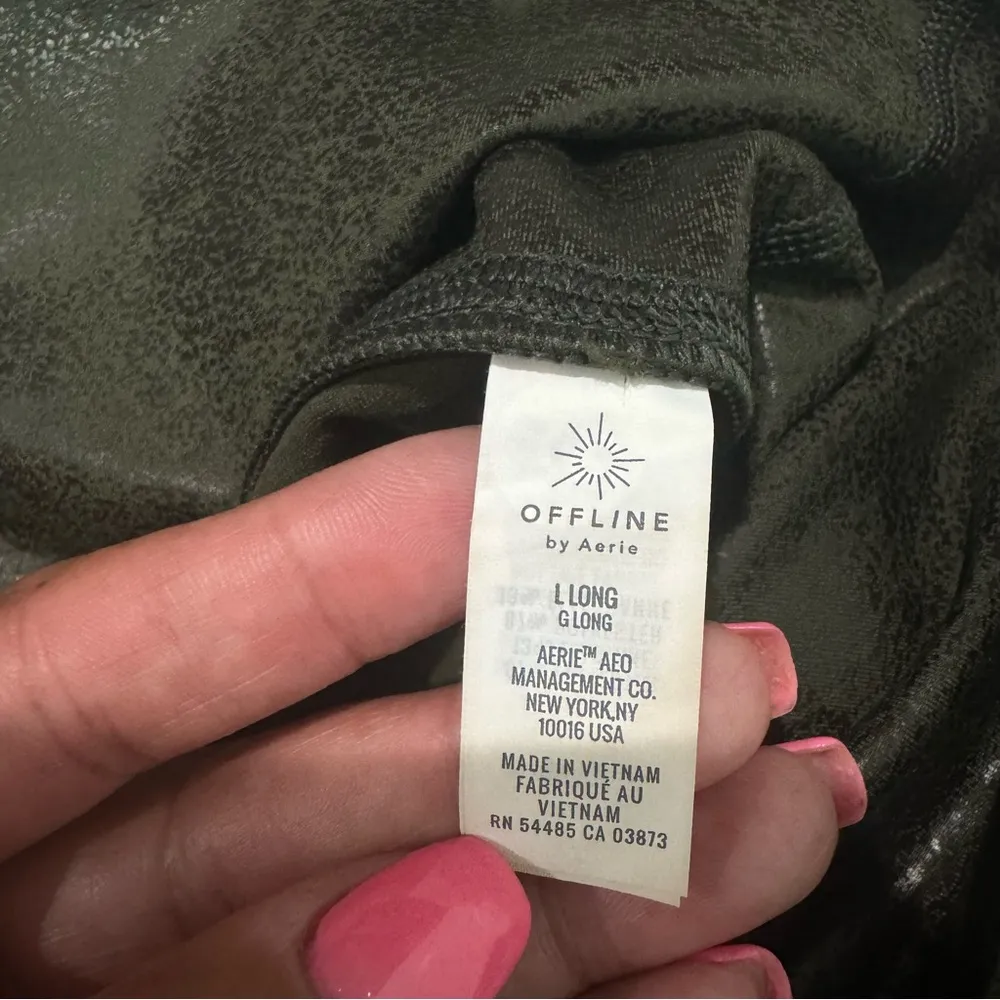 OFFLINE
by Aerie
L LONG
G LONG
AERIE™ AEO
MANAGEMENT CO.
NEW YORK, NY
10016 USA
MADE IN VIETNAM
FABRIQUÉ AU
VIETNAM
RN 54485 CA 03873